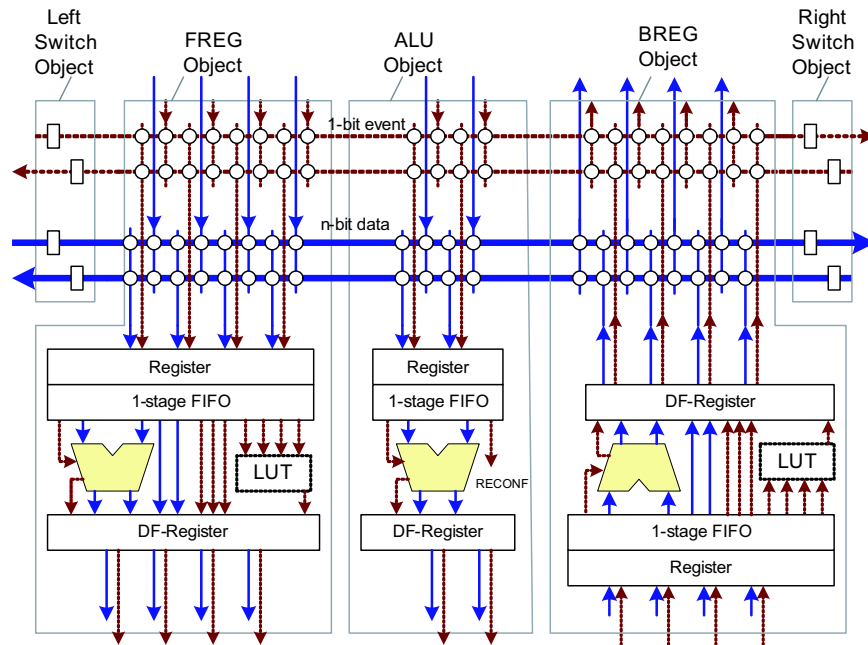 Left
Switch
Object
FREG
Object
ALU
Object
BREG
Object
Right
Switch
Object
1-bit event
n-bit data
Register
1-stage FIFO
LUT
DF-Register
Register
1-stage FIFO
RECONF
DF-Register
DF-Register
LUT
1-stage FIFO
Register